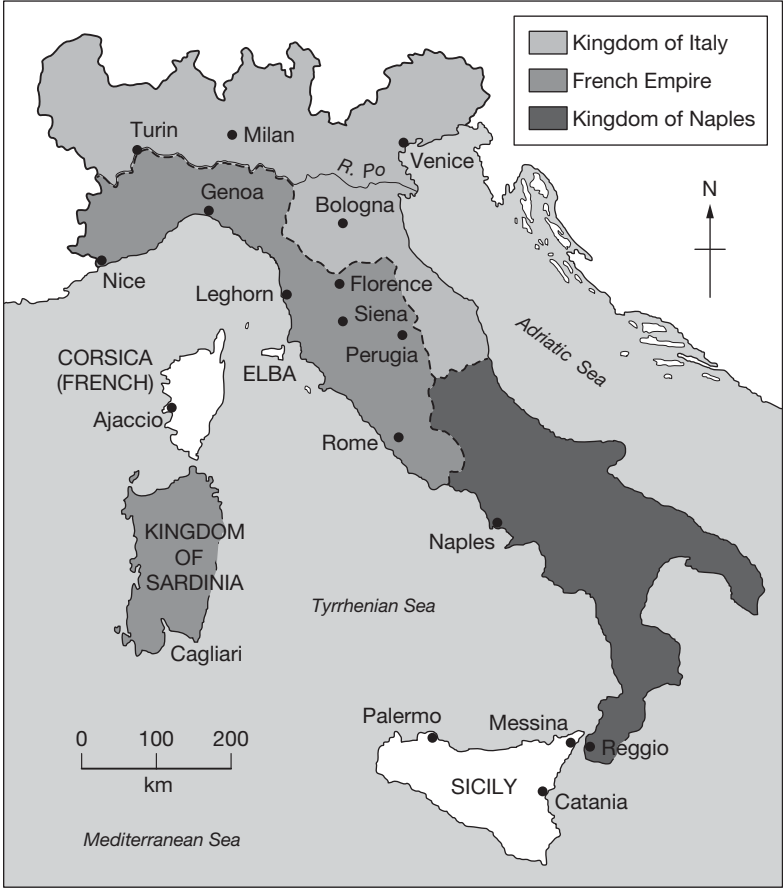 Kingdom of Italy
French Empire
Kingdom of Naples
Turin
Milan
Venice
R. Po
Genoa
Bologna
N
Nice
Leghorn
Florence
Siena
Perugia
Adriatic Sea
CORSICA
(FRENCH)
ELBA
Ajaccio
Rome
KINGDOM
OF
SARDINIA
Naples
Tyrrhenian Sea
Cagliari
Palermo
Messina
Reggio
0 100 200
km
SICILY
Catania
Mediterranean Sea